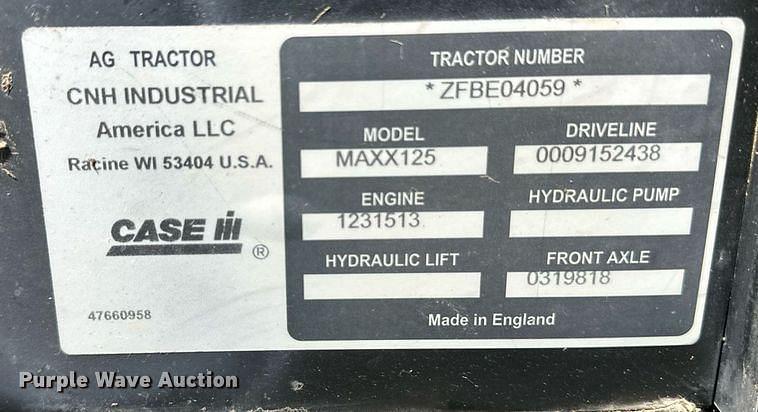 AG TRACTOR
CNH INDUSTRIAL
America LLC
Racine WI 53404 U.S.A.
CASE IH
®
47660958
TRACTOR NUMBER
*ZFBE04059*
MODEL
DRIVELINE
MAXX125
0009152438
ENGINE
HYDRAULIC PUMP
1231513
HYDRAULIC LIFT
FRONT AXLE
0319818
Made in England
Purple Wave Auction